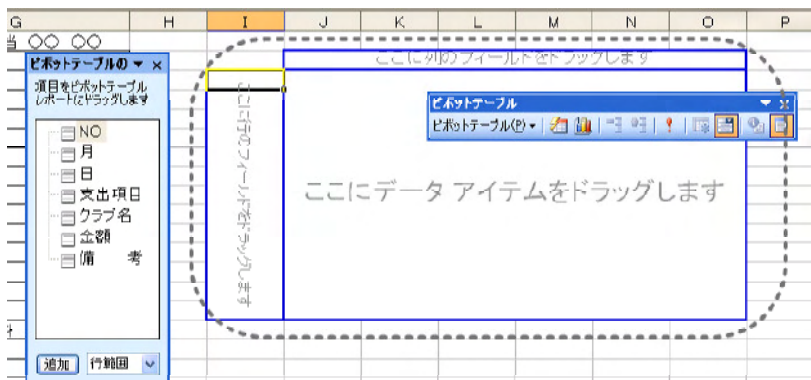 G H I J K L M N O P
当 〇〇 〇〇
ピボットテーブルの
項目をピボットテーブル
レポートにドラッグします
NO
月
日
支出項目
クラブ名
金額
備 考
追加 行範囲
ここに列のフィールドをドラッグします
ここに行のフィールドをドラッグします
ピボットテーブル
ピボットテーブル(P)
ここにデータ アイテムをドラッグします